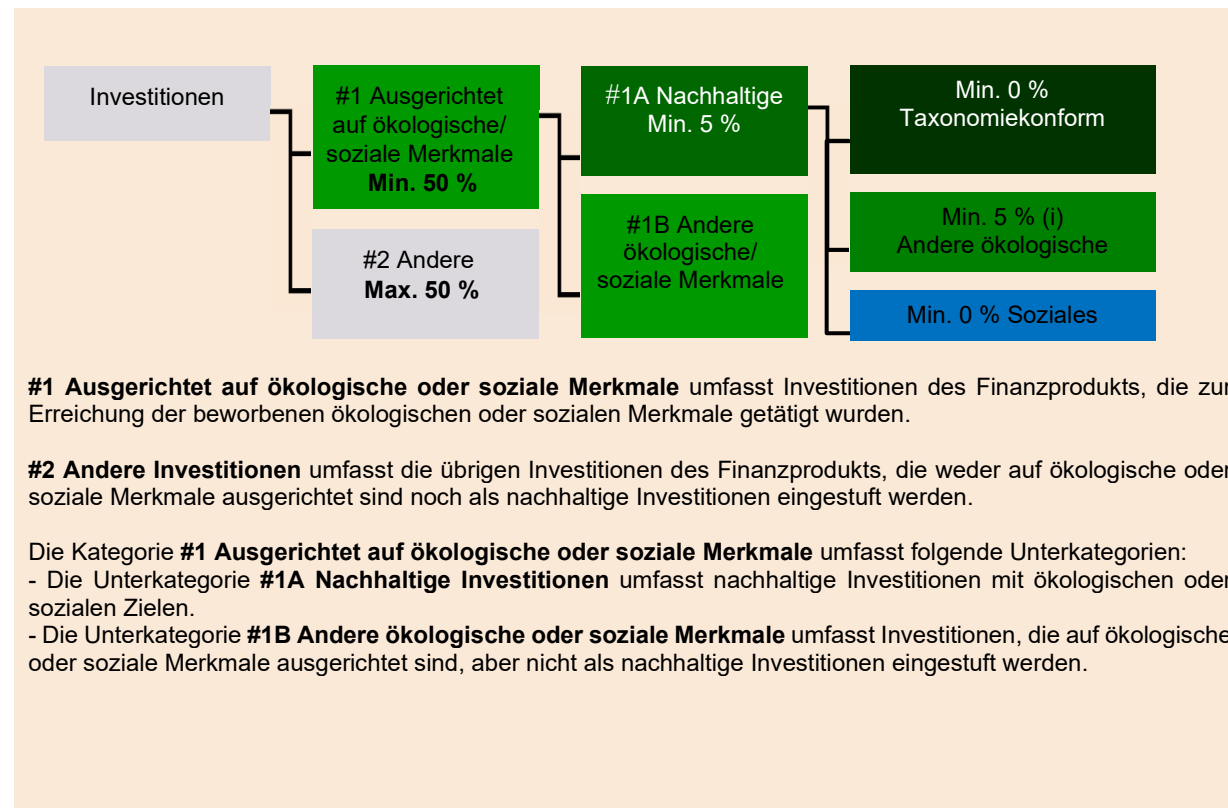 Investitionen
#1 Ausgerichtet
auf ökologische/
soziale Merkmale
Min. 50 %
#2 Andere
Max. 50 %
#1A Nachhaltige
Min. 5 %
#1B Andere
ökologische/
soziale Merkmale
Min. 0 %
Taxonomiekonform
Min. 5 % (i)
Andere ökologische
Min. 0 % Soziales
#1 Ausgerichtet auf ökologische oder soziale Merkmale umfasst Investitionen des Finanzprodukts, die zur
Erreichung der beworbenen ökologischen oder sozialen Merkmale getätigt wurden.
#2 Andere Investitionen umfasst die übrigen Investitionen des Finanzprodukts, die weder auf ökologische oder
soziale Merkmale ausgerichtet sind noch als nachhaltige Investitionen eingestuft werden.
Die Kategorie #1 Ausgerichtet auf ökologische oder soziale Merkmale umfasst folgende Unterkategorien:
- Die Unterkategorie #1A Nachhaltige Investitionen umfasst nachhaltige Investitionen mit ökologischen oder
sozialen Zielen.
- Die Unterkategorie #1B Andere ökologische oder soziale Merkmale umfasst Investitionen, die auf ökologische
oder soziale Merkmale ausgerichtet sind, aber nicht als nachhaltige Investitionen eingestuft werden.